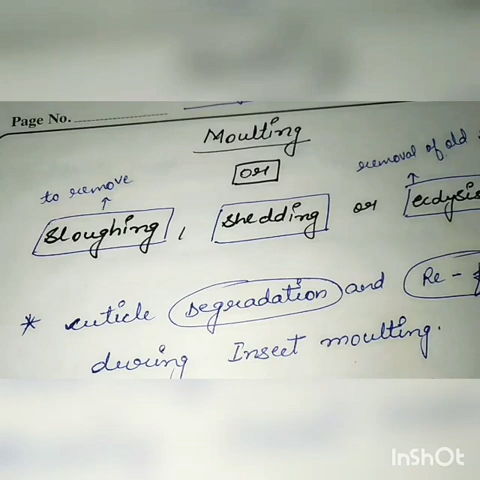 Page No.
Moulting
or
to remove
removal of old
Sloughing, Shedding or ecdysis
* cuticle Degradation and Re-
during Insect moulting.
InShOt